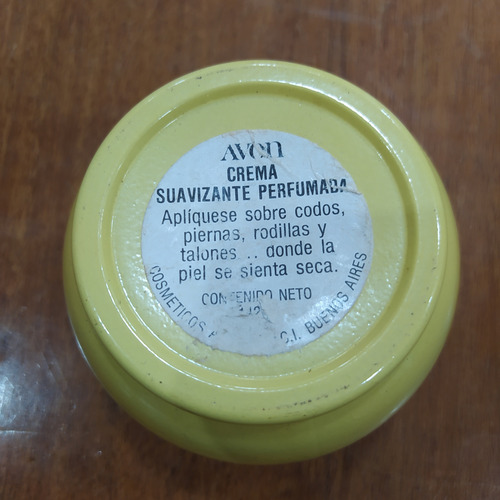 AVON
CREMA
SUAVIZANTE PERFUMADA
Aplíquese sobre codos,
piernas, rodillas y
talones... donde la
piel se sienta seca.
CONTENIDO NETO
COSMETICOS C.I. BUENOS AIRES